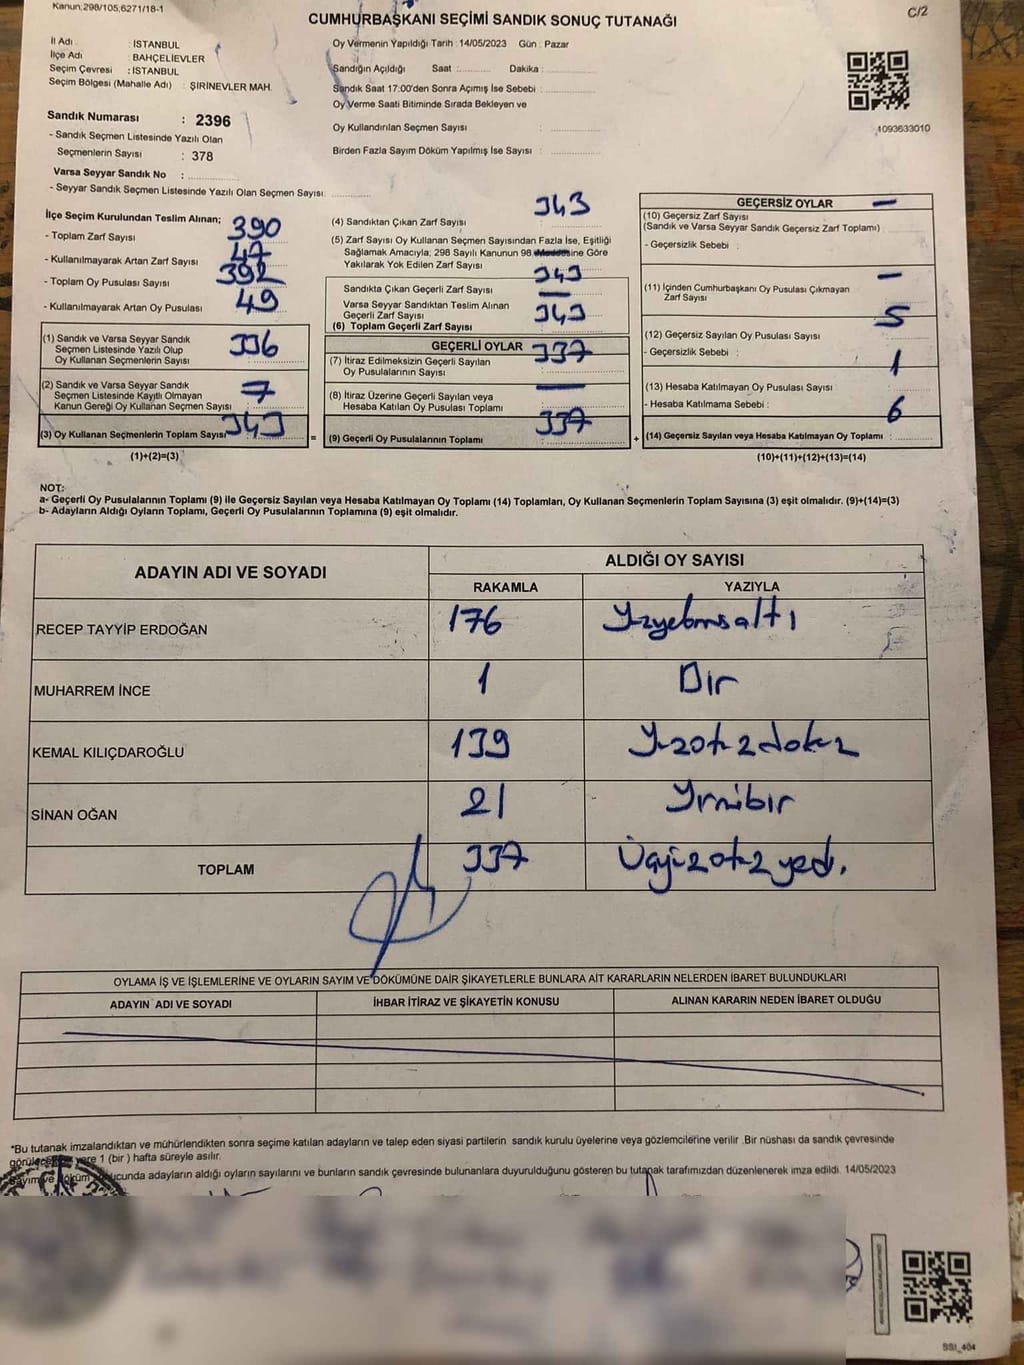 Kanun:298/105,6271/18-1
C/2
CUMHURBAŞKANI SEÇİMİ SANDIK SONUÇ TUTANAĞI
İl Adı : İSTANBUL
İlçe Adı : BAHÇELİEVLER
Seçim Çevresi : İSTANBUL
Seçim Bölgesi (Mahalle Adı) : ŞİRİNEVLER MAH.
Oy Vermenin Yapıldığı Tarih : 14/05/2023 Gün : Pazar
Sandığın Açıldığı Saat : Dakika :
Sandık Saat 17:00'den Sonra Açımış İse Sebebi :
Oy Verme Saati Bitiminde Sırada Bekleyen ve
Oy Kullandırılan Seçmen Sayısı :
Birden Fazla Sayım Döküm Yapılmış İse Sayısı :
1093633010
Sandık Numarası : 2396
- Sandık Seçmen Listesinde Yazılı Olan
Seçmenlerin Sayısı : 378
Varsa Seyyar Sandık No :
- Seyyar Sandık Seçmen Listesinde Yazılı Olan Seçmen Sayısı:
İlçe Seçim Kurulundan Teslim Alınan;
- Toplam Zarf Sayısı 390
- Kullanılmayarak Artan Zarf Sayısı 47
- Toplam Oy Pusulası Sayısı 392
- Kullanılmayarak Artan Oy Pusulası 49
(1) Sandık ve Varsa Seyyar Sandık
Seçmen Listesinde Yazılı Olup
Oy Kullanan Seçmenlerin Sayısı 336
(2) Sandık ve Varsa Seyyar Sandık
Seçmen Listesinde Kayıtlı Olmayan
Kanun Gereği Oy Kullanan Seçmen Sayısı 7
(3) Oy Kullanan Seçmenlerin Toplam Sayısı 343
(1)+(2)=(3)
=
(4) Sandıktan Çıkan Zarf Sayısı 343
(5) Zarf Sayısı Oy Kullanan Seçmen Sayısından Fazla İse, Eşitliği
Sağlamak Amacıyla; 298 Sayılı Kanunun 98. Maddesine Göre
Yakılarak Yok Edilen Zarf Sayısı
Sandıkta Çıkan Geçerli Zarf Sayısı 343
Varsa Seyyar Sandıktan Teslim Alınan
Geçerli Zarf Sayısı —
(6) Toplam Geçerli Zarf Sayısı 343
GEÇERLİ OYLAR
(7) İtiraz Edilmeksizin Geçerli Sayılan
Oy Pusulalarının Sayısı 337
(8) İtiraz Üzerine Geçerli Sayılan veya
Hesaba Katılan Oy Pusulası Toplamı —
(9) Geçerli Oy Pusulalarının Toplamı 337
+
GEÇERSİZ OYLAR
(10) Geçersiz Zarf Sayısı —
(Sandık ve Varsa Seyyar Sandık Geçersiz Zarf Toplamı)
- Geçersizlik Sebebi :
(11) İçinden Cumhurbaşkanı Oy Pusulası Çıkmayan
Zarf Sayısı —
(12) Geçersiz Sayılan Oy Pusulası Sayısı 5
- Geçersizlik Sebebi :
(13) Hesaba Katılmayan Oy Pusulası Sayısı 1
- Hesaba Katılmama Sebebi :
(14) Geçersiz Sayılan veya Hesaba Katılmayan Oy Toplamı : 6
(10)+(11)+(12)+(13)=(14)
NOT:
a- Geçerli Oy Pusulalarının Toplamı (9) ile Geçersiz Sayılan veya Hesaba Katılmayan Oy Toplamı (14) Toplamları, Oy Kullanan Seçmenlerin Toplam Sayısına (3) eşit olmalıdır. (9)+(14)=(3)
b- Adayların Aldığı Oyların Toplamı, Geçerli Oy Pusulalarının Toplamına (9) eşit olmalıdır.
ADAYIN ADI VE SOYADI
ALDIĞI OY SAYISI
RAKAMLA YAZIYLA
RECEP TAYYİP ERDOĞAN 176 Yüzyetmişaltı
MUHARREM İNCE 1 Bir
KEMAL KILIÇDAROĞLU 139 Yüzotuzdokuz
SİNAN OĞAN 21 Yirmibir
TOPLAM 337 Üçyüzotuzyedi.
OYLAMA İŞ VE İŞLEMLERİNE VE OYLARIN SAYIM VE DÖKÜMÜNE DAİR ŞİKAYETLERLE BUNLARA AİT KARARLARIN NELERDEN İBARET BULUNDUKLARI
ADAYIN ADI VE SOYADI İHBAR İTİRAZ VE ŞİKAYETİN KONUSU ALINAN KARARIN NEDEN İBARET OLDUĞU
*Bu tutanak imzalandıktan ve mühürlendikten sonra seçime katılan adayların ve talep eden siyasi partilerin sandık kurulu üyelerine veya gözlemcilerine verilir .Bir nüshası da sandık çevresinde
yere 1 (bir ) hafta süreyle asılır.
adayların aldığı oyların sayılarını ve bunların sandık çevresinde bulunanlara duyurulduğunu gösteren bu tutanak tarafımızdan düzenlenerek imza edildi. 14/05/2023
SSI_404